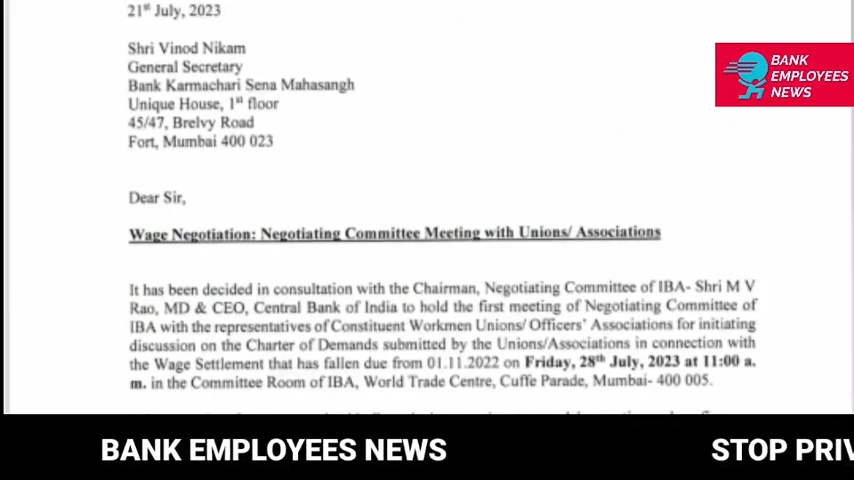 21st July, 2023
Shri Vinod Nikam
General Secretary
Bank Karmachari Sena Mahasangh
Unique House, 1st floor
45/47, Brelvy Road
Fort, Mumbai 400 023
BANK
EMPLOYEES
NEWS
Dear Sir,
Wage Negotiation: Negotiating Committee Meeting with Unions/ Associations
It has been decided in consultation with the Chairman, Negotiating Committee of IBA- Shri M V
Rao, MD & CEO, Central Bank of India to hold the first meeting of Negotiating Committee of
IBA with the representatives of Constituent Workmen Unions/ Officers' Associations for initiating
discussion on the Charter of Demands submitted by the Unions/Associations in connection with
the Wage Settlement that has fallen due from 01.11.2022 on Friday, 28th July, 2023 at 11:00 a.
m. in the Committee Room of IBA, World Trade Centre, Cuffe Parade, Mumbai- 400 005.
BANK EMPLOYEES NEWS STOP PRIV